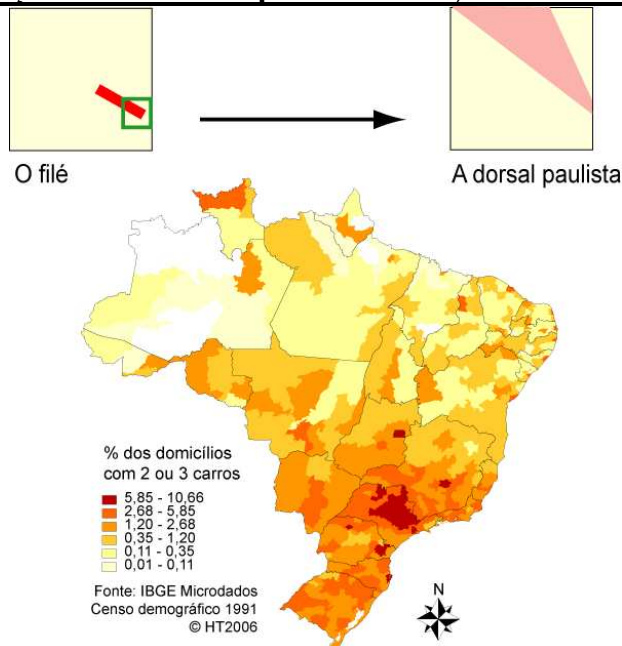 O filé
A dorsal paulista
% dos domicílios
com 2 ou 3 carros
5,85 - 10,66
2,68 - 5,85
1,20 - 2,68
0,35 - 1,20
0,11 - 0,35
0,01 - 0,11
Fonte: IBGE Microdados
Censo demográfico 1991
© HT2006
N